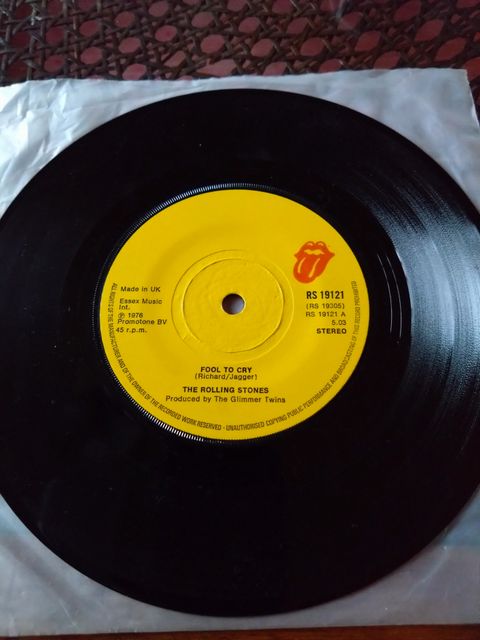 Made in UK
Essex Music
Int.
℗ 1976
Promotone BV
45 r.p.m.
RS 19121
(RS 19305)
RS 19121 A
5.03
STEREO
FOOL TO CRY
(Richard/Jagger)
THE ROLLING STONES
Produced by The Glimmer Twins
ALL RIGHTS OF THE MANUFACTURER AND OF THE OWNER OF THE RECORDED WORK RESERVED · UNAUTHORISED COPYING PUBLIC PERFORMANCE AND BROADCASTING OF THIS RECORD PROHIBITED